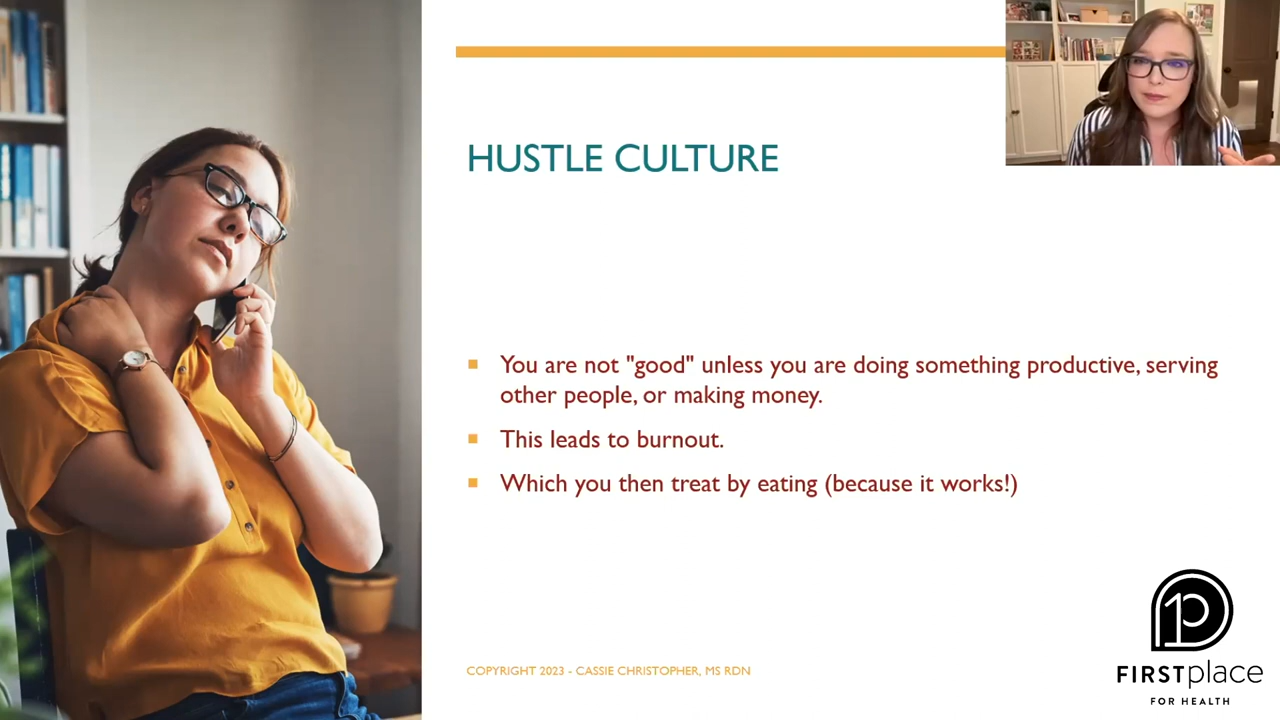 HUSTLE CULTURE
You are not "good" unless you are doing something productive, serving
other people, or making money.
This leads to burnout.
Which you then treat by eating (because it works!)
COPYRIGHT 2023 - CASSIE CHRISTOPHER, MS RDN
FIRSTplace
FOR HEALTH